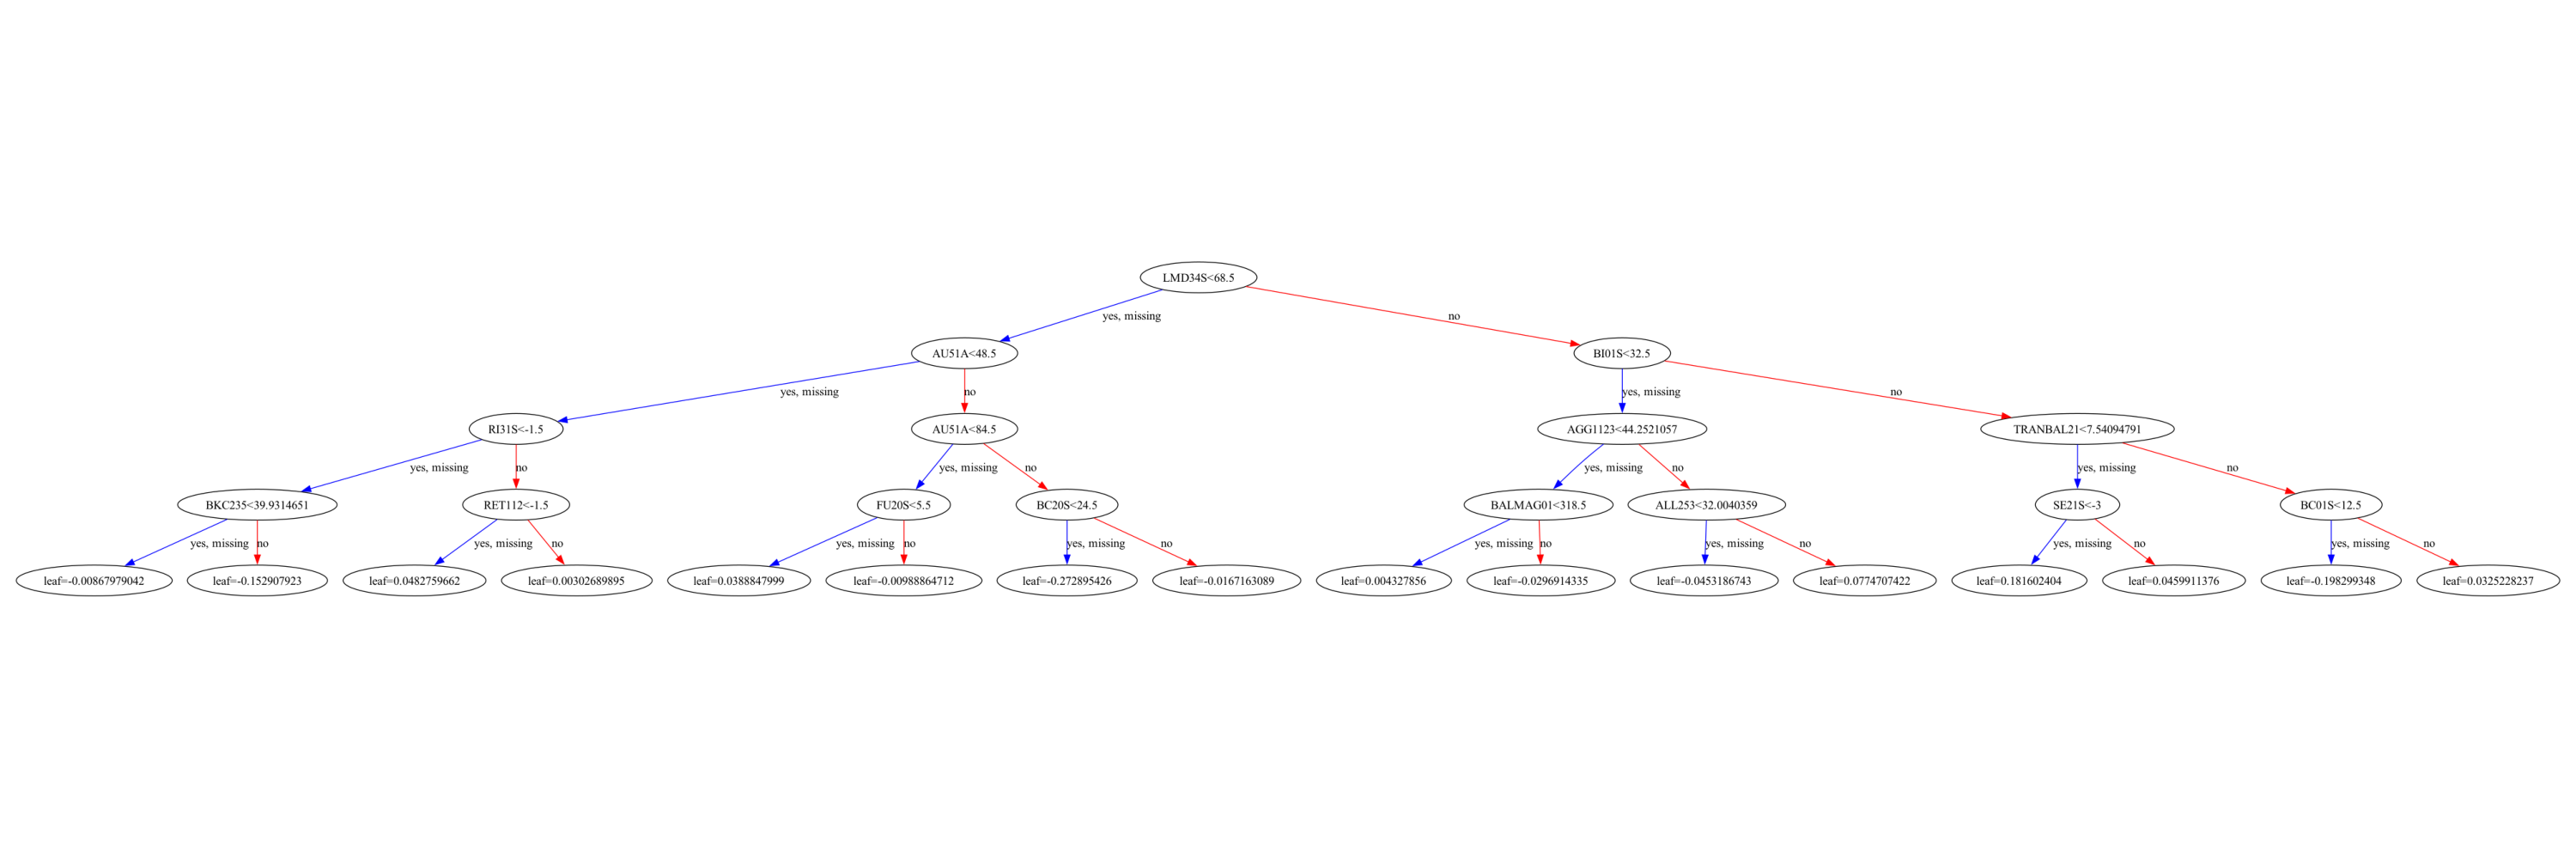 LMD34S<68.5
yes, missing
no
AU51A<48.5
BI01S<32.5
yes, missing
no
yes, missing
no
RI31S<-1.5
AU51A<84.5
AGG1123<44.2521057
TRANBAL21<7.54094791
yes, missing
no
yes, missing
no
yes, missing
no
yes, missing
no
BKC235<39.9314651
RET112<-1.5
FU20S<5.5
BC20S<24.5
BALMAG01<318.5
ALL253<32.0040359
SE21S<-3
BC01S<12.5
yes, missing
no
yes, missing
no
yes, missing
no
yes, missing
no
yes, missing
no
yes, missing
no
yes, missing
no
yes, missing
no
leaf=-0.00867979042
leaf=-0.152907923
leaf=0.0482759662
leaf=0.00302689895
leaf=0.0388847999
leaf=-0.00988864712
leaf=-0.272895426
leaf=-0.0167163089
leaf=0.004327856
leaf=-0.0296914335
leaf=-0.0453186743
leaf=0.0774707422
leaf=0.181602404
leaf=0.0459911376
leaf=-0.198299348
leaf=0.0325228237